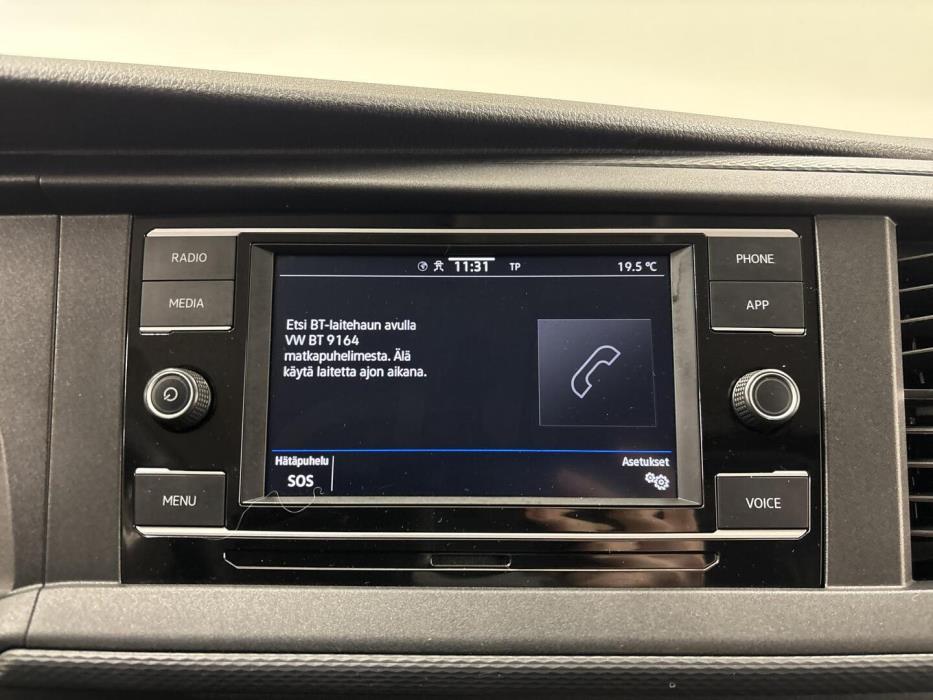 RADIO
MEDIA
MENU
11:31 TP 19.5 °C
Etsi BT-laitehaun avulla
VW BT 9164
matkapuhelimesta. Älä
käytä laitetta ajon aikana.
Hätäpuhelu
SOS
Asetukset
PHONE
APP
VOICE